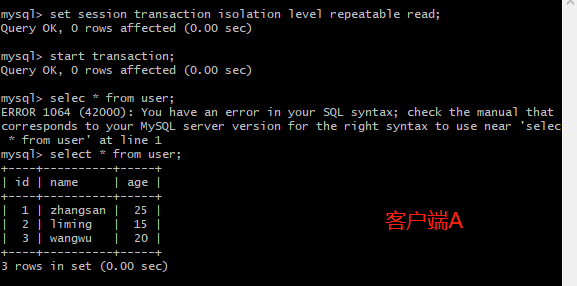 mysql> set session transaction isolation level repeatable read;
Query OK, 0 rows affected (0.00 sec)
mysql> start transaction;
Query OK, 0 rows affected (0.00 sec)
mysql> selec * from user;
ERROR 1064 (42000): You have an error in your SQL syntax; check the manual that
corresponds to your MySQL server version for the right syntax to use near 'selec
 * from user' at line 1
mysql> select * from user;
+----+----------+-----+
| id | name     | age |
+----+----------+-----+
|  1 | zhangsan |  25 |
|  2 | liming   |  15 |
|  3 | wangwu   |  20 |
+----+----------+-----+
3 rows in set (0.00 sec)
客户端A